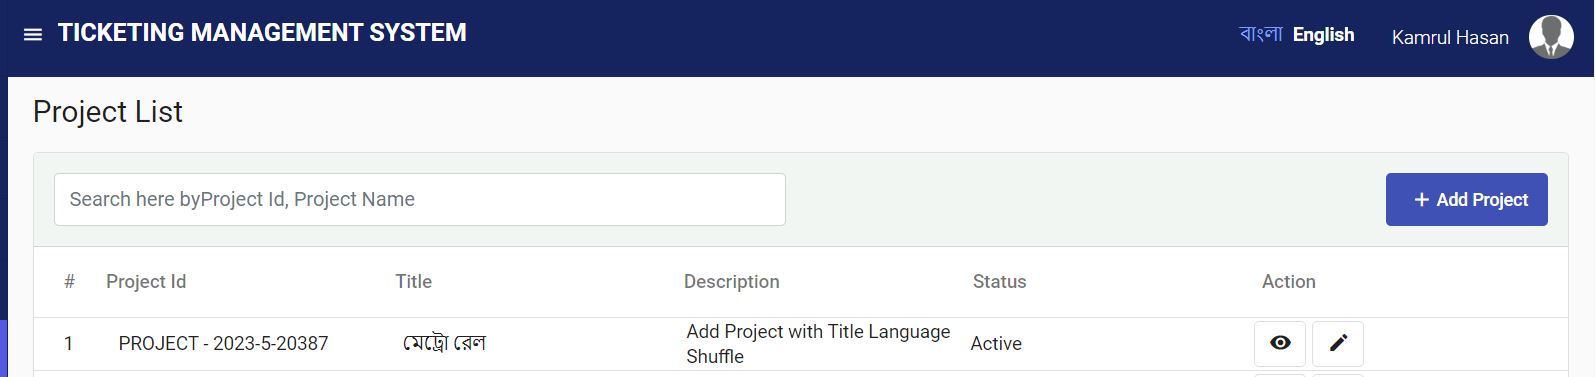 TICKETING MANAGEMENT SYSTEM
বাংলা English
Kamrul Hasan
Project List
Search here byProject Id, Project Name
+ Add Project
# Project Id Title Description Status Action
1 PROJECT - 2023-5-20387 মেট্রো রেল Add Project with Title Language Active
Shuffle